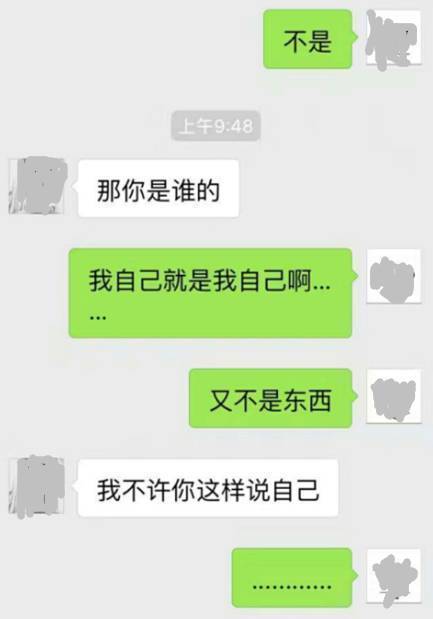 不是
上午9:48
那你是谁的
我自己就是我自己啊...
...
又不是东西
我不许你这样说自己
............